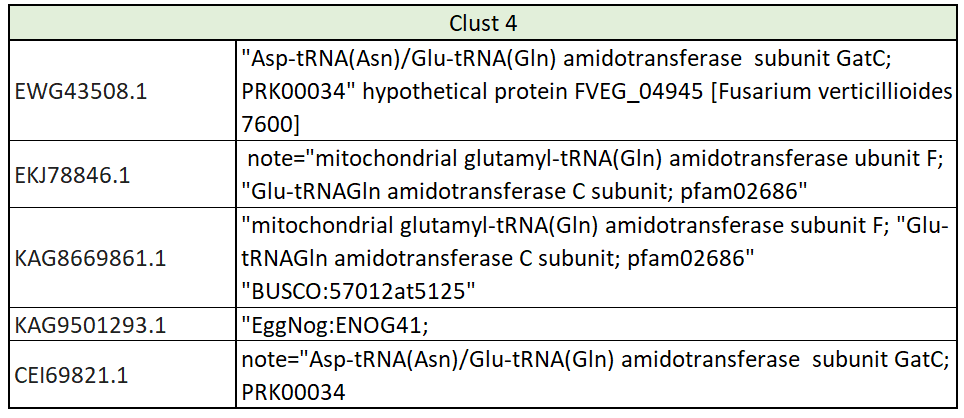 Clust 4
EWG43508.1
"Asp-tRNA(Asn)/Glu-tRNA(Gln) amidotransferase subunit GatC;
PRK00034" hypothetical protein FVEG_04945 [Fusarium verticillioides
7600]
EKJ78846.1
note="mitochondrial glutamyl-tRNA(Gln) amidotransferase ubunit F;
"Glu-tRNAGln amidotransferase C subunit; pfam02686"
KAG8669861.1
"mitochondrial glutamyl-tRNA(Gln) amidotransferase subunit F; "Glu-
tRNAGln amidotransferase C subunit; pfam02686"
"BUSCO:57012at5125"
KAG9501293.1
"EggNog:ENOG41;
CEI69821.1
note="Asp-tRNA(Asn)/Glu-tRNA(Gln) amidotransferase subunit GatC;
PRK00034